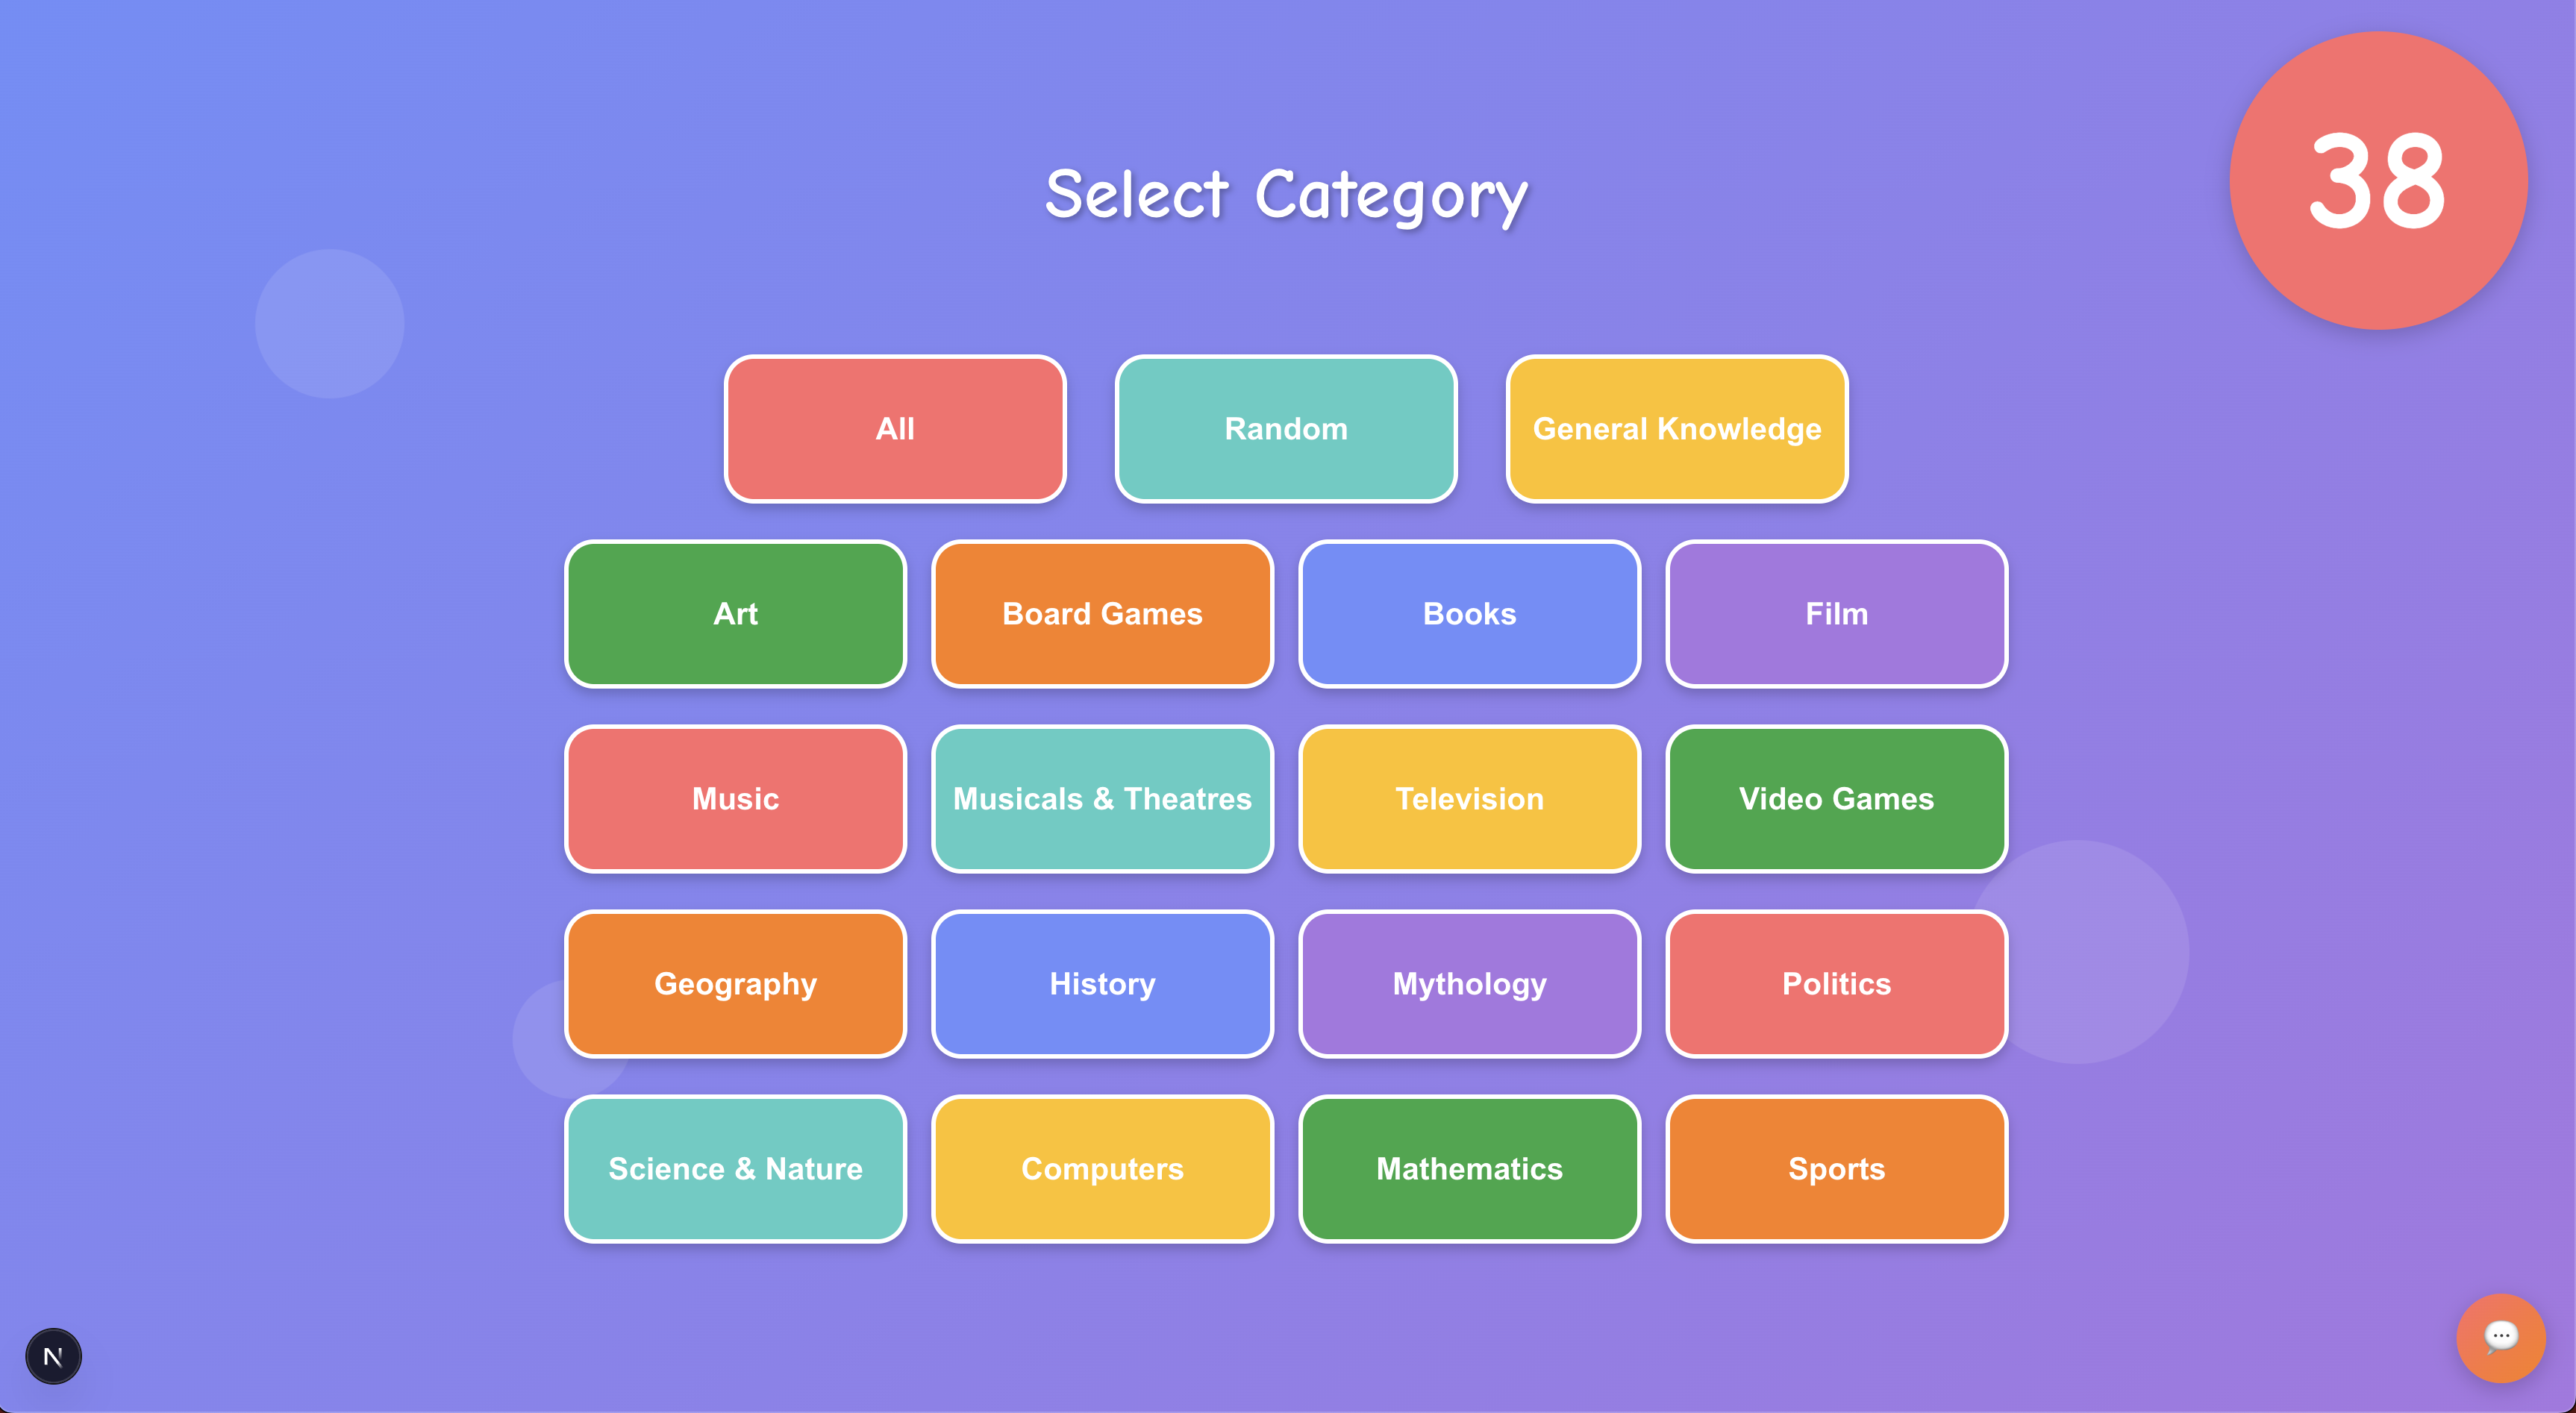 Select Category
38
All
Random
General Knowledge
Art
Board Games
Books
Film
Music
Musicals & Theatres
Television
Video Games
Geography
History
Mythology
Politics
Science & Nature
Computers
Mathematics
Sports
N